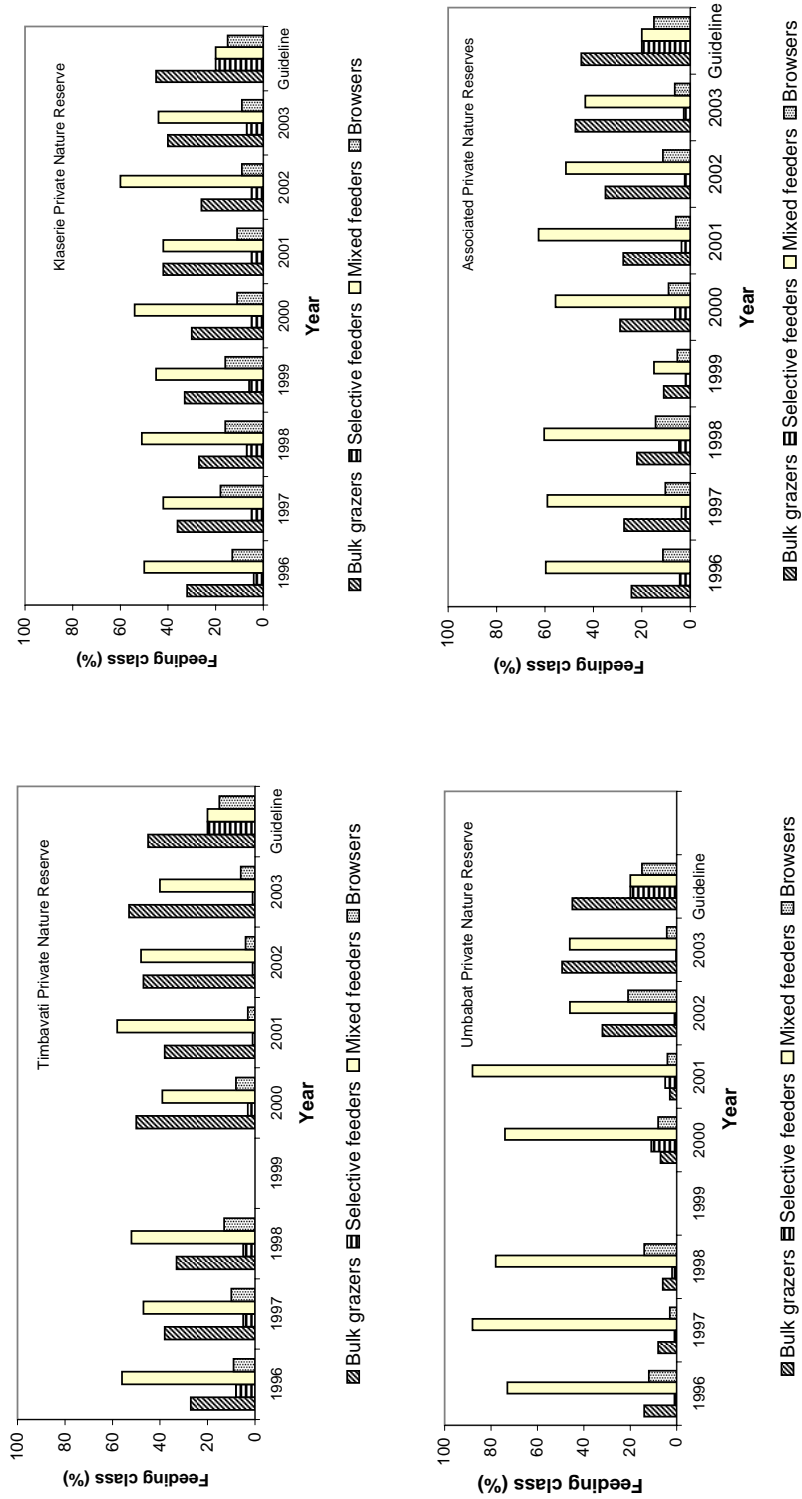 Timbavati Private Nature Reserve
Feeding class (%)
100
80
60
40
20
0
1996 1997 1998 1999 2000 2001 2002 2003 Guideline
Year
Bulk grazers Selective feeders Mixed feeders Browsers
Klaserie Private Nature Reserve
Feeding class (%)
100
80
60
40
20
0
1996 1997 1998 1999 2000 2001 2002 2003 Guideline
Year
Bulk grazers Selective feeders Mixed feeders Browsers
Umbabat Private Nature Reserve
Feeding class (%)
100
80
60
40
20
0
1996 1997 1998 1999 2000 2001 2002 2003 Guideline
Year
Bulk grazers Selective feeders Mixed feeders Browsers
Associated Private Nature Reserves
Feeding class (%)
100
80
60
40
20
0
1996 1997 1998 1999 2000 2001 2002 2003 Guideline
Year
Bulk grazers Selective feeders Mixed feeders Browsers